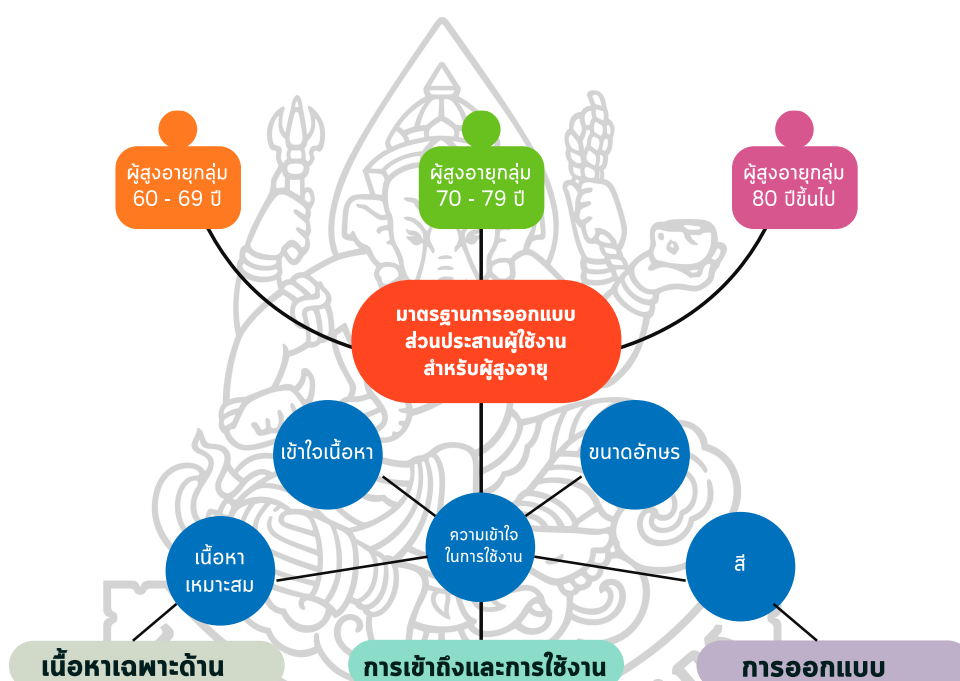 ผู้สูงอายุกลุ่ม
60 - 69 ปี
ผู้สูงอายุกลุ่ม
70 - 79 ปี
ผู้สูงอายุกลุ่ม
80 ปีขึ้นไป
มาตรฐานการออกแบบ
ส่วนประสานผู้ใช้งาน
สำหรับผู้สูงอายุ
เข้าใจเนื้อหา
ขนาดอักษร
ความเข้าใจ
ในการใช้งาน
เนื้อหา
เหมาะสม
สี
เนื้อหาเฉพาะด้าน
การเข้าถึงและการใช้งาน
การออกแบบ